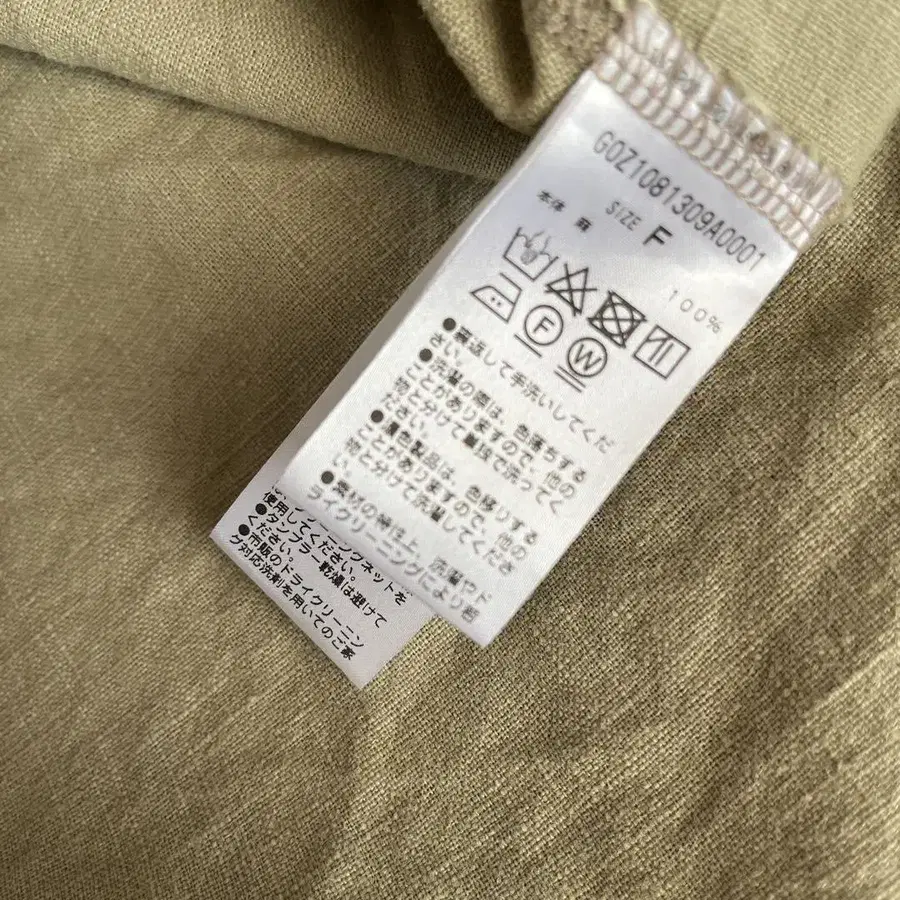 G0Z1081309A0001
SIZE F
本体 麻 100%
F
W
●裏返して手洗いしてくだ
さい。
●洗濯の際は、色落ちする
ことがありますので、他の
物と分けて単独で洗って
ください。
●濃色製品は、色移りする
ことがありますので、他の
物と分けて洗濯して
●素材の特性上、洗濯やド
ライクリーニングにより若
使用してください。
●タンブラー乾燥は避けて
ください。
●市販のドライクリーニン
グ対応洗剤を用いてのご家